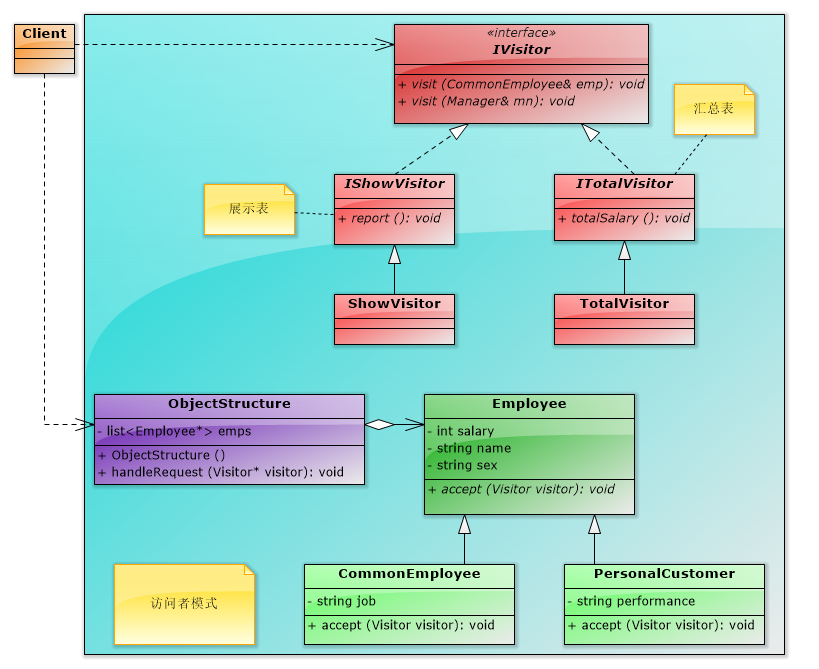 Client
«interface»
IVisitor
+ visit (CommonEmployee& emp): void
+ visit (Manager& mn): void
汇总表
展示表
IShowVisitor
+ report (): void
ITotalVisitor
+ totalSalary (): void
ShowVisitor
TotalVisitor
ObjectStructure
- list<Employee*> emps
+ ObjectStructure ()
+ handleRequest (Visitor* visitor): void
Employee
- int salary
- string name
- string sex
+ accept (Visitor visitor): void
访问者模式
CommonEmployee
- string job
+ accept (Visitor visitor): void
PersonalCustomer
- string performance
+ accept (Visitor visitor): void